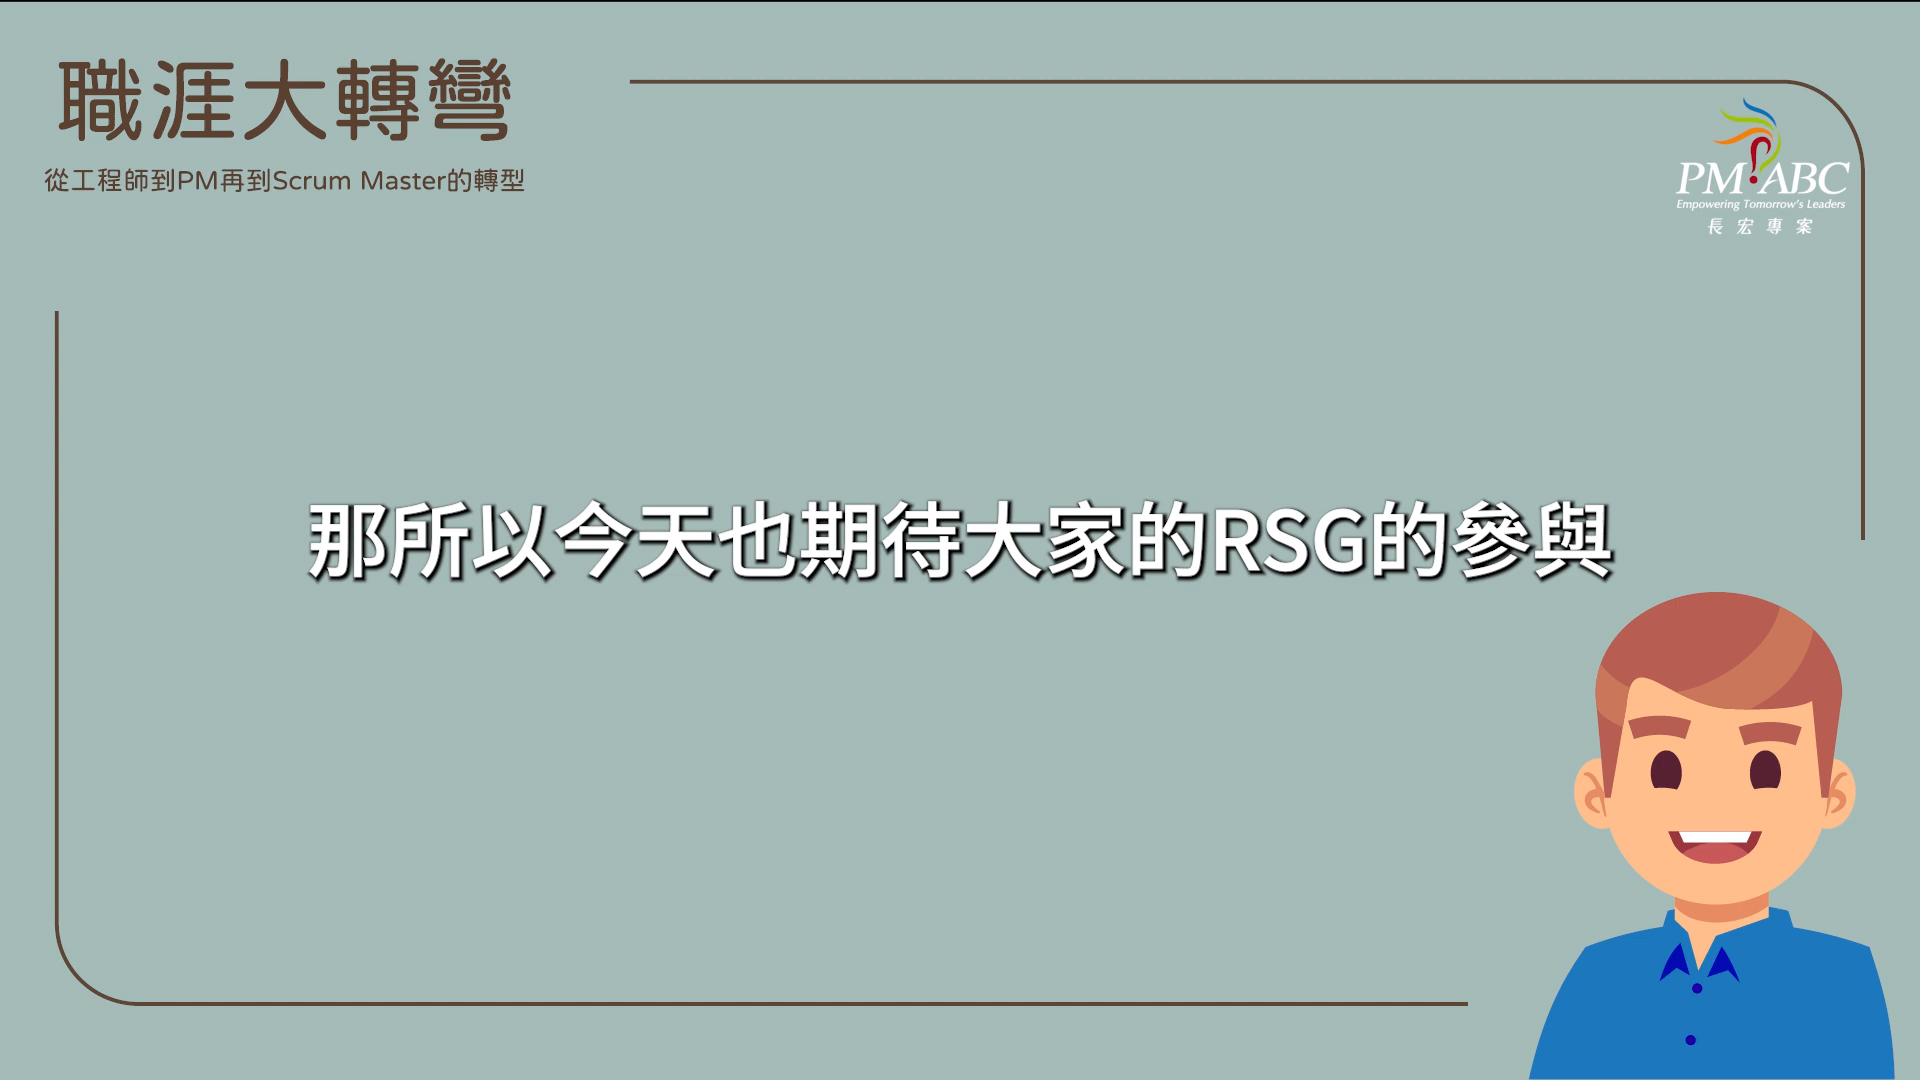 職涯大轉彎
從工程師到PM再到Scrum Master的轉型
PM ABC
Empowering Tomorrow's Leaders
長宏專案
那所以今天也期待大家的RSG的參與